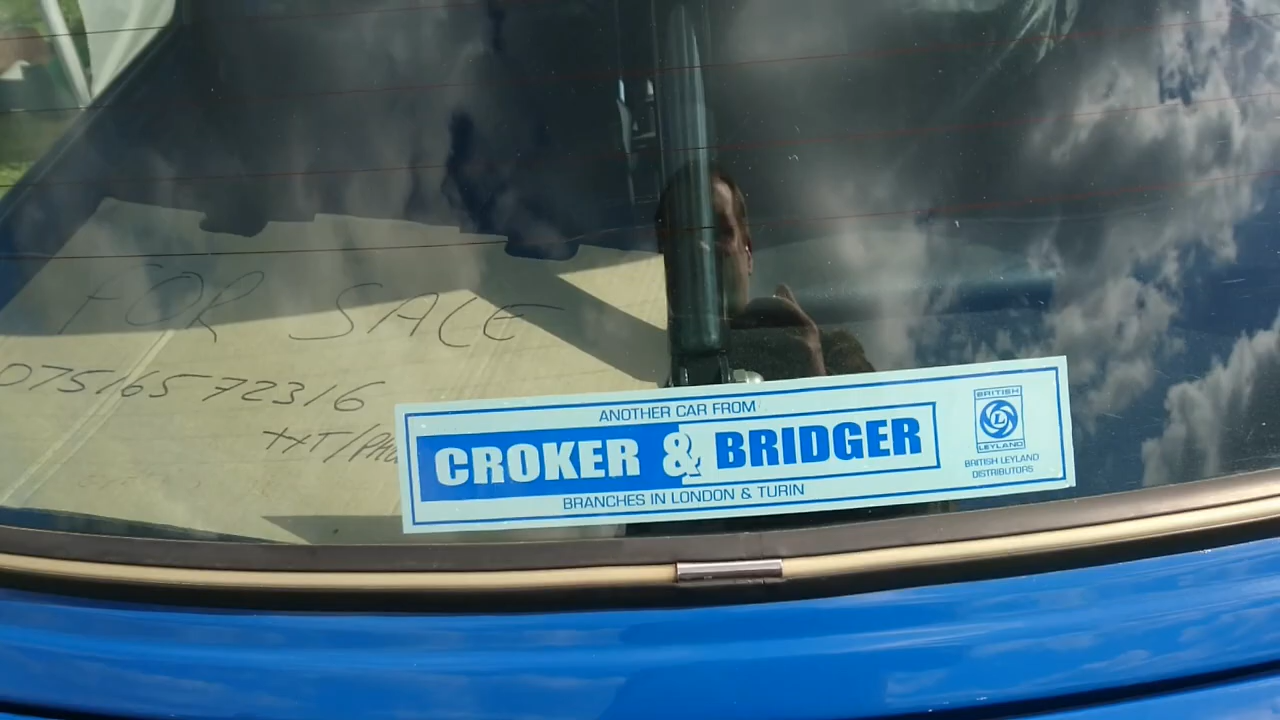 FOR SALE
07516572316
ANOTHER CAR FROM
CROKER & BRIDGER
BRANCHES IN LONDON & TURIN
BRITISH
L
LEYLAND
BRITISH LEYLAND
DISTRIBUTORS